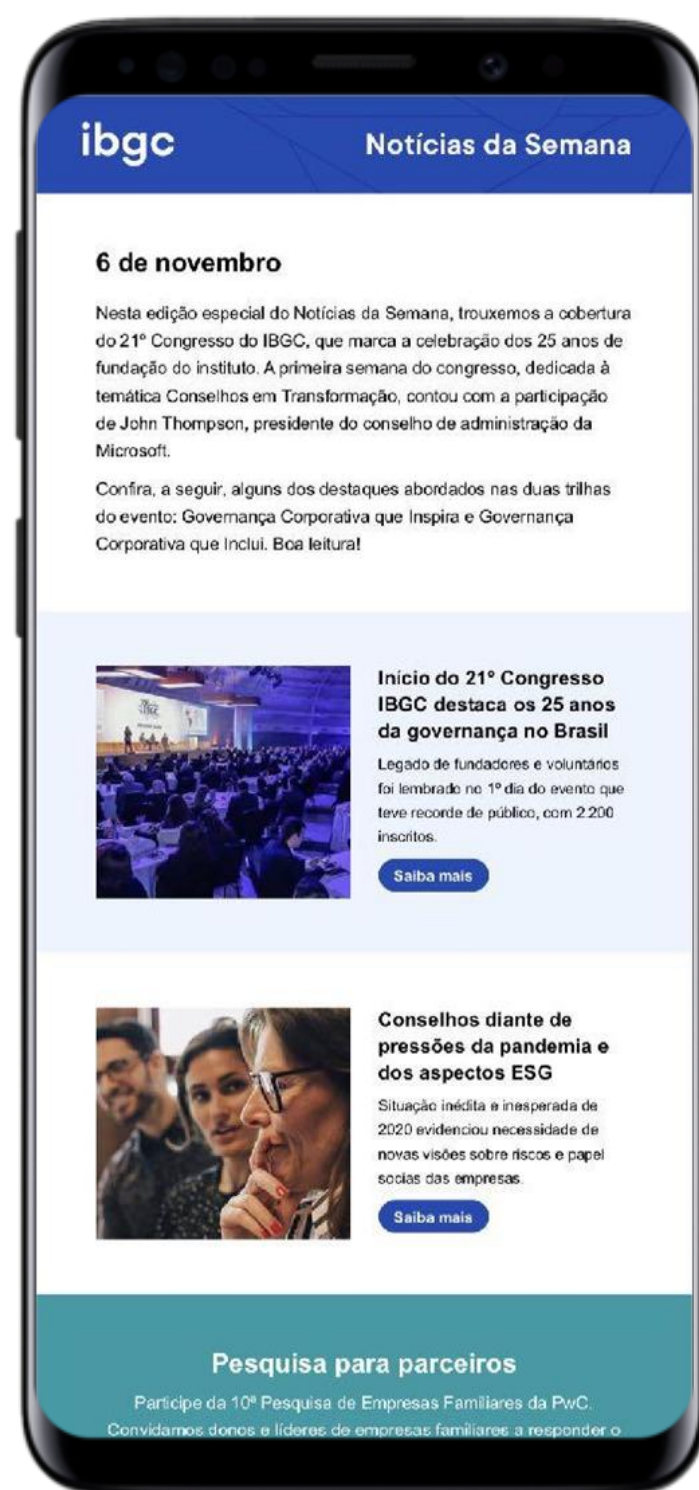 ibgc
Notícias da Semana
6 de novembro
Nesta edição especial do Notícias da Semana, trouxemos a cobertura
do 21º Congresso do IBGC, que marca a celebração dos 25 anos de
fundação do instituto. A primeira semana do congresso, dedicada à
temática Conselhos em Transformação, contou com a participação
de John Thompson, presidente do conselho de administração da
Microsoft.
Confira, a seguir, alguns dos destaques abordados nas duas trilhas
do evento: Governança Corporativa que Inspira e Governança
Corporativa que Inclui. Boa leitura!
IBGC
Início do 21º Congresso
IBGC destaca os 25 anos
da governança no Brasil
Legado de fundadores e voluntários
foi lembrado no 1º dia do evento que
teve recorde de público, com 2.200
inscritos.
Saiba mais
Conselhos diante de
pressões da pandemia e
dos aspectos ESG
Situação inédita e inesperada de
2020 evidenciou necessidade de
novas visões sobre riscos e papel
socias das empresas.
Saiba mais
Pesquisa para parceiros
Participe da 10ª Pesquisa de Empresas Familiares da PwC.
Convidamos donos e líderes de empresas familiares a responder o